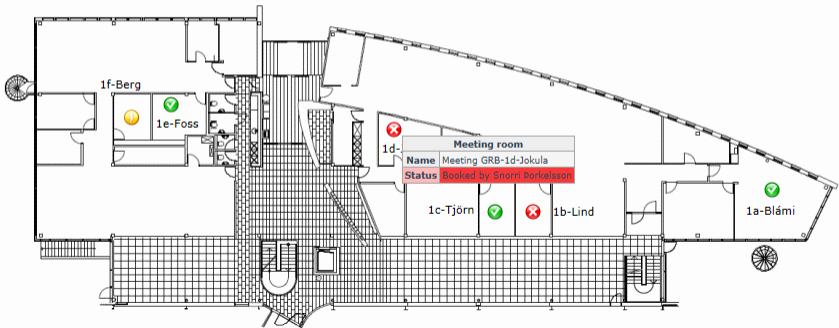 1f-Berg
1e-Foss
1d-
Meeting room
Name Meeting GRB-1d-Jokula
Status Booked by Snorri Þorkelsson
1c-Tjörn
1b-Lind
1a-Blámi